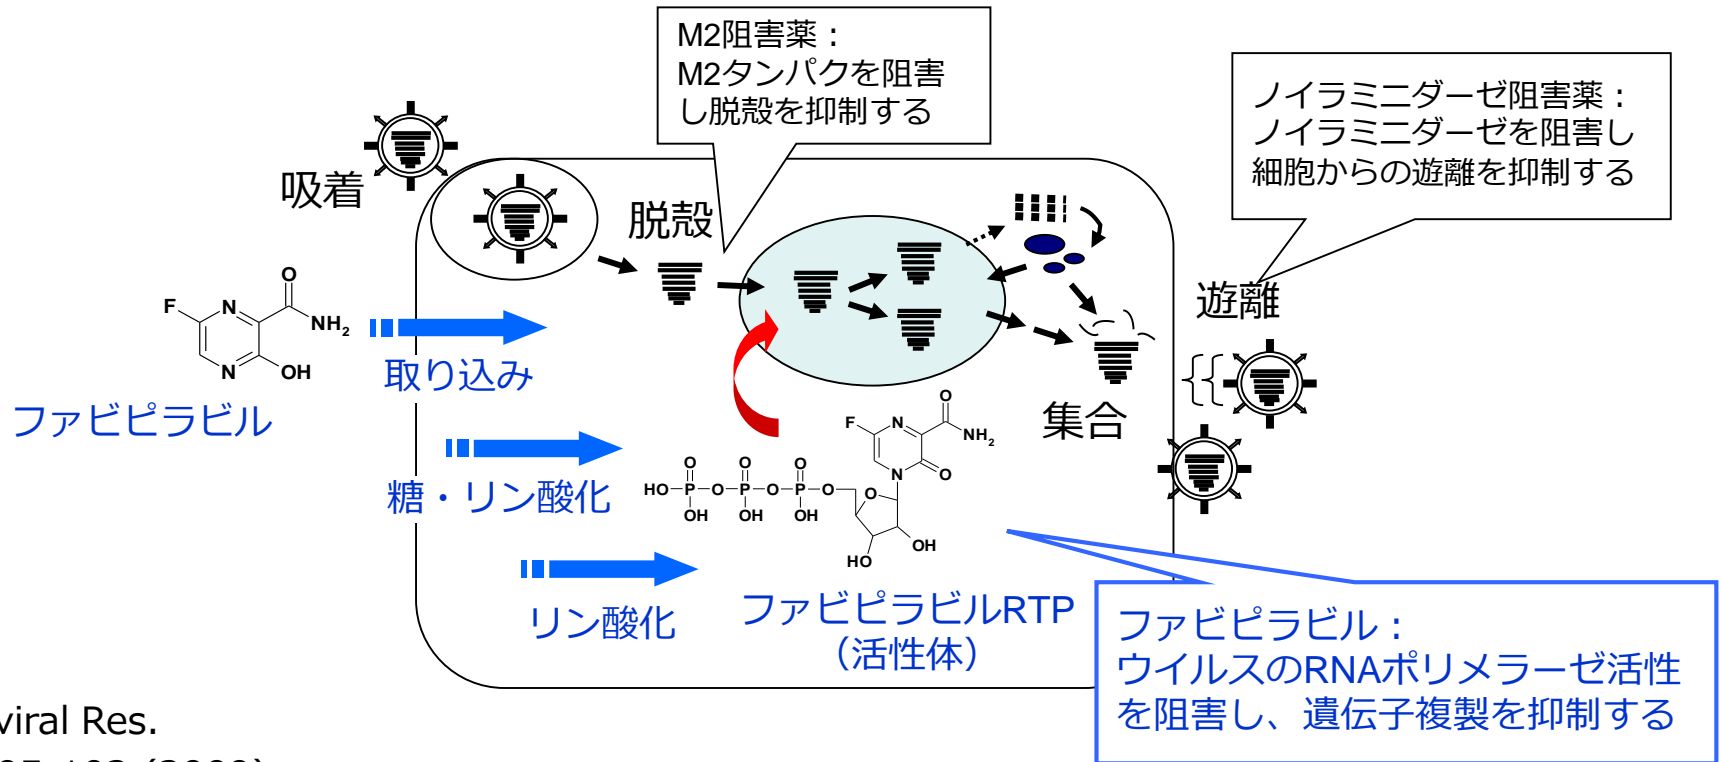 M2阻害薬：
M2タンパクを阻害
し脱殻を抑制する
ノイラミニダーゼ阻害薬：
ノイラミニダーゼを阻害し
細胞からの遊離を抑制する
吸着
脱殻
遊離
集合
F
N
O
NH2
N
OH
ファビピラビル
取り込み
糖・リン酸化
リン酸化
F
N
O
NH2
N
O
O
O
O
HO
P
O
P
O
P
O
O
OH
OH
OH
HO
OH
ファビピラビルRTP
（活性体）
ファビピラビル：
ウイルスのRNAポリメラーゼ活性
を阻害し、遺伝子複製を抑制する
viral Res.
(2009)